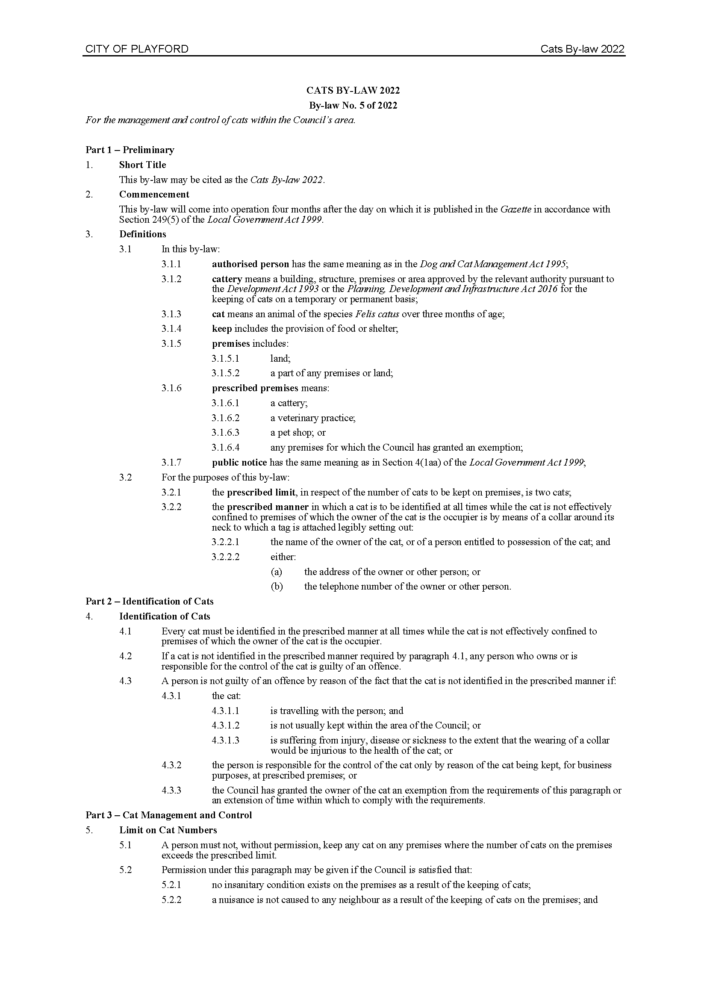 CITY OF PLAYFORD Cats By-law 2022
CATS BY-LAW 2022
By-law No. 5 of 2022
For the management and control of cats within the Council's area.
Part 1 – Preliminary
1. Short Title
This by-law may be cited as the Cats By-law 2022.
2. Commencement
This by-law will come into operation four months after the day on which it is published in the Gazette in accordance with
Section 249(5) of the Local Government Act 1999.
3. Definitions
3.1 In this by-law:
3.1.1 authorised person has the same meaning as in the Dog and Cat Management Act 1995;
3.1.2 cattery means a building, structure, premises or area approved by the relevant authority pursuant to
the Development Act 1993 or the Planning, Development and Infrastructure Act 2016 for the
keeping of cats on a temporary or permanent basis;
3.1.3 cat means an animal of the species Felis catus over three months of age;
3.1.4 keep includes the provision of food or shelter;
3.1.5 premises includes:
3.1.5.1 land;
3.1.5.2 a part of any premises or land;
3.1.6 prescribed premises means:
3.1.6.1 a cattery;
3.1.6.2 a veterinary practice;
3.1.6.3 a pet shop; or
3.1.6.4 any premises for which the Council has granted an exemption;
3.1.7 public notice has the same meaning as in Section 4(1aa) of the Local Government Act 1999;
3.2 For the purposes of this by-law:
3.2.1 the prescribed limit, in respect of the number of cats to be kept on premises, is two cats;
3.2.2 the prescribed manner in which a cat is to be identified at all times while the cat is not effectively
confined to premises of which the owner of the cat is the occupier is by means of a collar around its
neck to which a tag is attached legibly setting out:
3.2.2.1 the name of the owner of the cat, or of a person entitled to possession of the cat; and
3.2.2.2 either:
(a) the address of the owner or other person; or
(b) the telephone number of the owner or other person.
Part 2 – Identification of Cats
4. Identification of Cats
4.1 Every cat must be identified in the prescribed manner at all times while the cat is not effectively confined to
premises of which the owner of the cat is the occupier.
4.2 If a cat is not identified in the prescribed manner required by paragraph 4.1, any person who owns or is
responsible for the control of the cat is guilty of an offence.
4.3 A person is not guilty of an offence by reason of the fact that the cat is not identified in the prescribed manner if:
4.3.1 the cat:
4.3.1.1 is travelling with the person; and
4.3.1.2 is not usually kept within the area of the Council; or
4.3.1.3 is suffering from injury, disease or sickness to the extent that the wearing of a collar
would be injurious to the health of the cat; or
4.3.2 the person is responsible for the control of the cat only by reason of the cat being kept, for business
purposes, at prescribed premises; or
4.3.3 the Council has granted the owner of the cat an exemption from the requirements of this paragraph or
an extension of time within which to comply with the requirements.
Part 3 – Cat Management and Control
5. Limit on Cat Numbers
5.1 A person must not, without permission, keep any cat on any premises where the number of cats on the premises
exceeds the prescribed limit.
5.2 Permission under this paragraph may be given if the Council is satisfied that:
5.2.1 no insanitary condition exists on the premises as a result of the keeping of cats;
5.2.2 a nuisance is not caused to any neighbour as a result of the keeping of cats on the premises; and